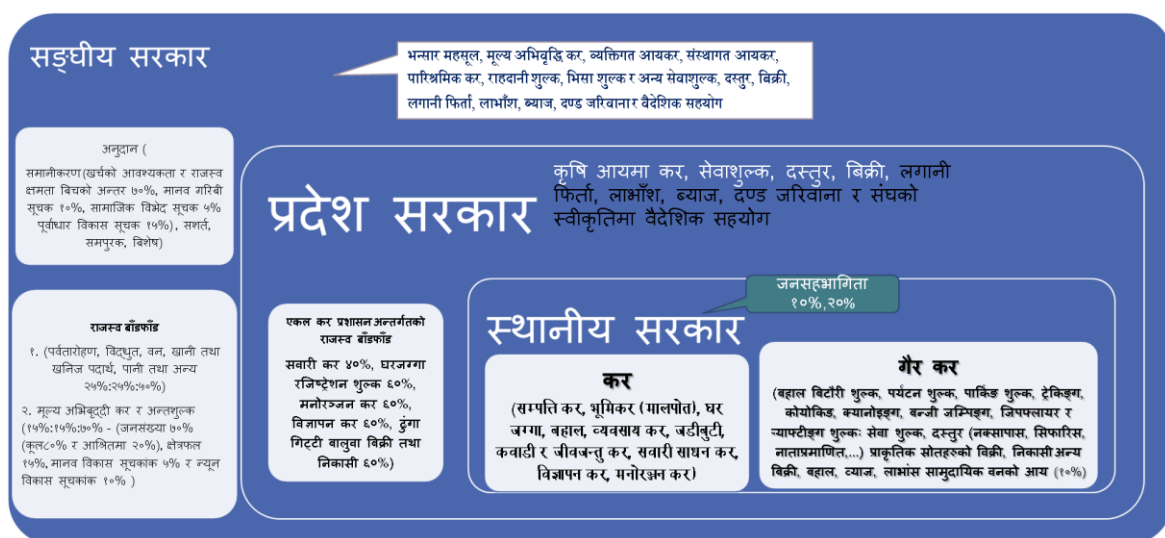 सङ्घीय सरकार
भन्सार महसूल, मूल्य अभिवृद्धि कर, व्यक्तिगत आयकर, संस्थागत आयकर,
पारिश्रमिक कर, राहदानी शुल्क, भिसा शुल्क र अन्य सेवाशुल्क, दस्तुर, बिक्री,
लगानी फिर्ता, लाभाँश, ब्याज, दण्ड जरिवाना र वैदेशिक सहयोग
अनुदान (
समानीकरण(खर्चको आवश्यकता र राजस्व
क्षमता बिचको अन्तर ७०%, मानव गरिबी
सूचक १०%, सामाजिक विभेद सूचक ५%
पूर्वाधार विकास सूचक १५%), सशर्त,
समपुरक, बिशेष)
राजस्व बाँडफाँड
१. (पर्वतारोहण, विद्धुत, वन, खानी तथा
खनिज पदार्थ, पानी तथा अन्य
२५%:२५%:५०%)
२. मूल्य अभिबृद्दी कर र अन्तशुल्क
(१५%:१५%:७०% - (जनसंख्या ७०%
(कूल८०% र आश्रितमा २०%), क्षेत्रफल
१५%, मानव विकास सूचकांक ५% र न्यून
विकास सूचकांक १०% )
प्रदेश सरकार
कृषि आयमा कर, सेवाशुल्क, दस्तुर, बिक्री, लगानी
फिर्ता, लाभाँश, ब्याज, दण्ड जरिवाना र संघको
स्वीकृतिमा वैदेशिक सहयोग
एकल कर प्रशासन अन्तर्गतको
राजस्व बाँडफाँड
सवारी कर ४०%, घरजग्गा
रजिष्ट्रेशन शुल्क ६०%,
मनोरञ्जन कर ६०%,
विज्ञापन कर ६०%, ढुंगा
गिट्टी बालुवा बिक्री तथा
निकासी ६०%)
जनसहभागिता
१०%,२०%
स्थानीय सरकार
कर
(सम्पति कर, भूमिकर (मालपोत), घर
जग्गा, बहाल, व्यवसाय कर, जडीबुटी,
कवाडी र जीवजन्तु कर, सवारी साधन कर,
विज्ञापन कर, मनोरञ्जन कर)
गैर कर
(बहाल बिटौरी शुल्क, पर्यटन शुल्क, पार्किङ शुल्क, ट्रेकिङ्ग,
कोयोकिङ, क्यानोइङ्ग, बन्जी जम्पिङ्ग, जिपफ्लायर र
र्‍याफ्टीङ्ग शुल्कः सेवा शुल्क, दस्तुर (नक्सापास, सिफारिस,
नाताप्रमाणित,...) प्राकृतिक स्रोतहरुको विक्री, निकासी अन्य
विक्री, बहाल, व्याज, लाभांस सामुदायिक वनको आय (१०%)